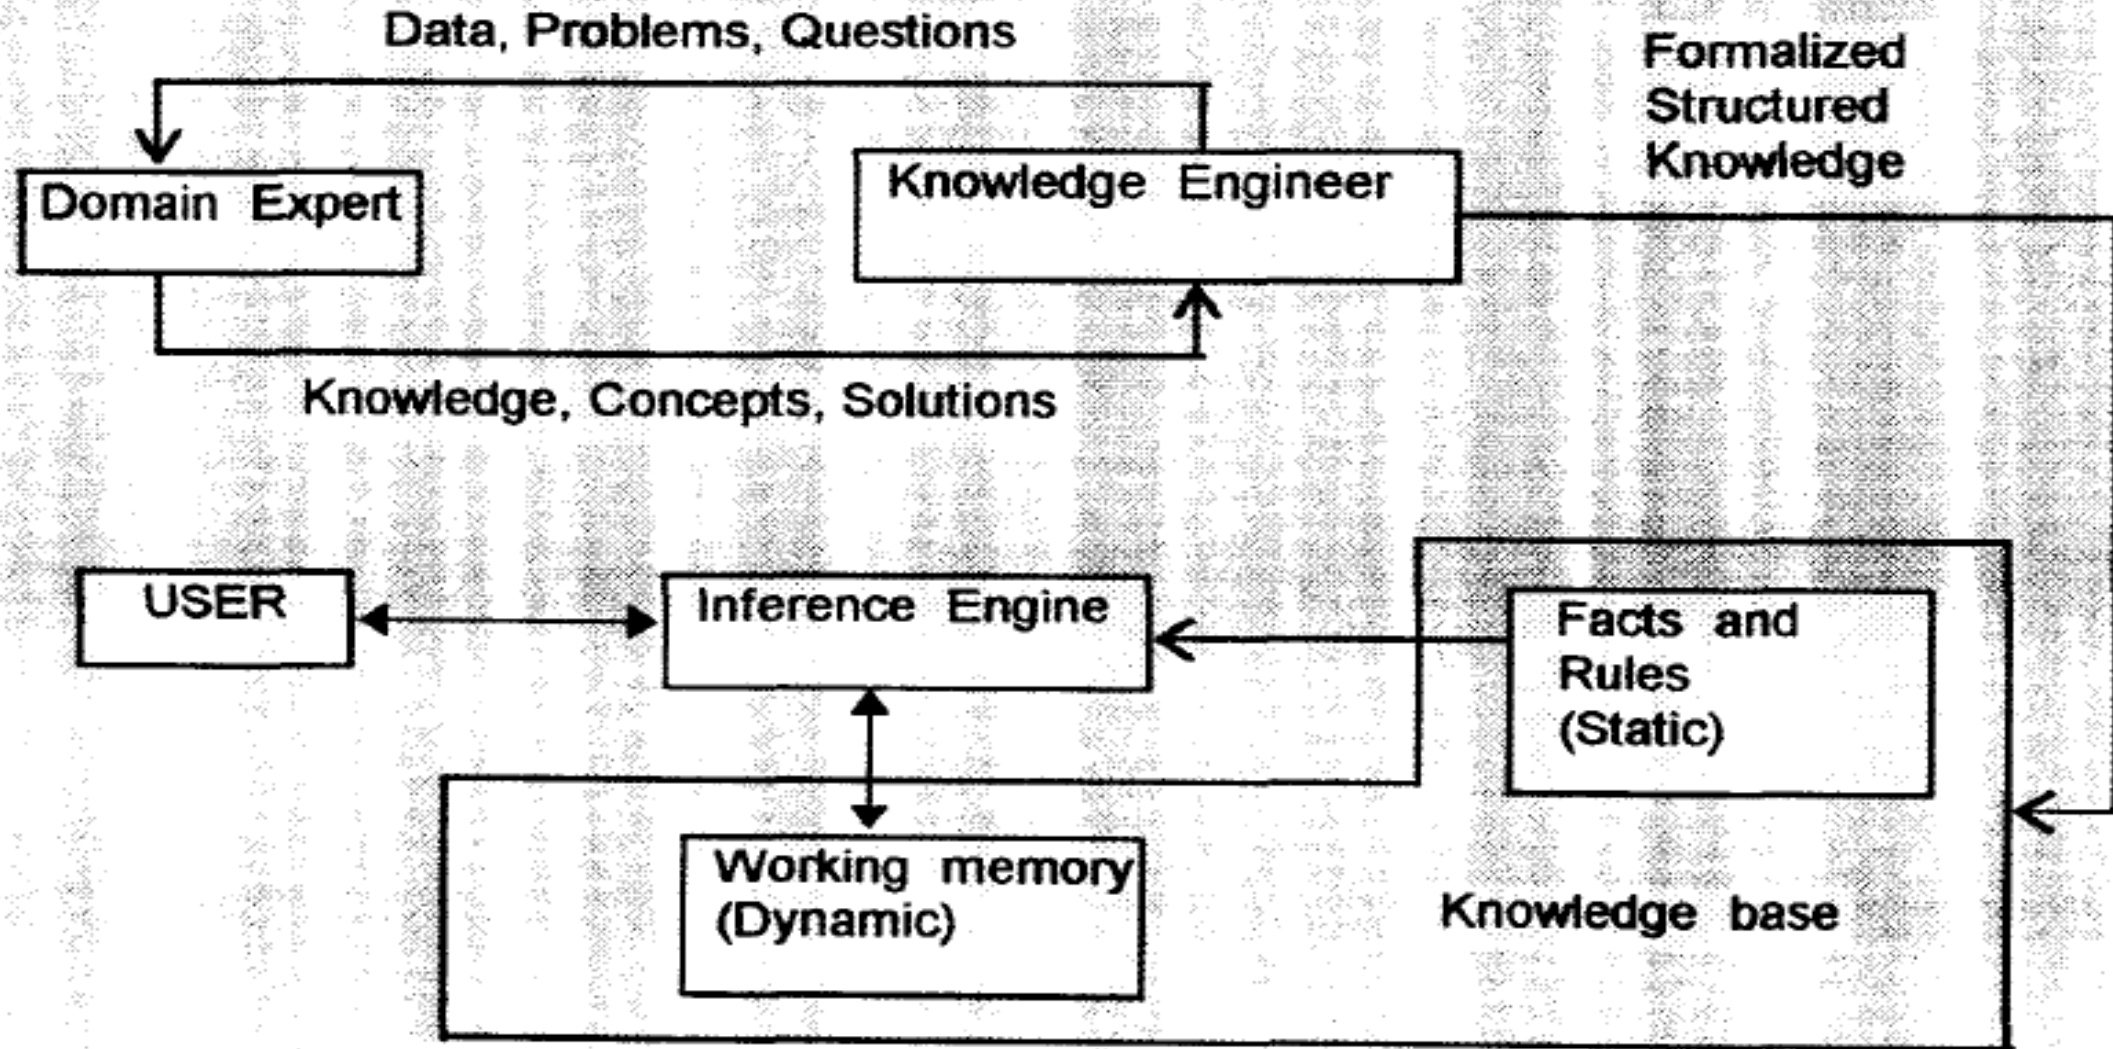 Data, Problems, Questions
Formalized
Structured
Knowledge
Domain Expert
Knowledge Engineer
Knowledge, Concepts, Solutions
USER
Inference Engine
Facts and
Rules
(Static)
Working memory
(Dynamic)
Knowledge base